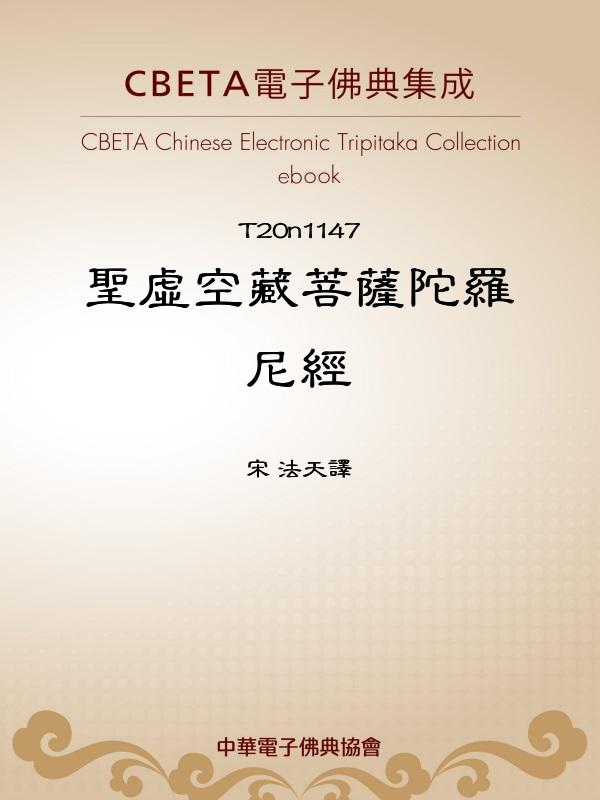 CBETA電子佛典集成
CBETA Chinese Electronic Tripitaka Collection
ebook
T20n1147
聖虛空藏菩薩陀羅
尼經
宋 法天譯
中華電子佛典協會